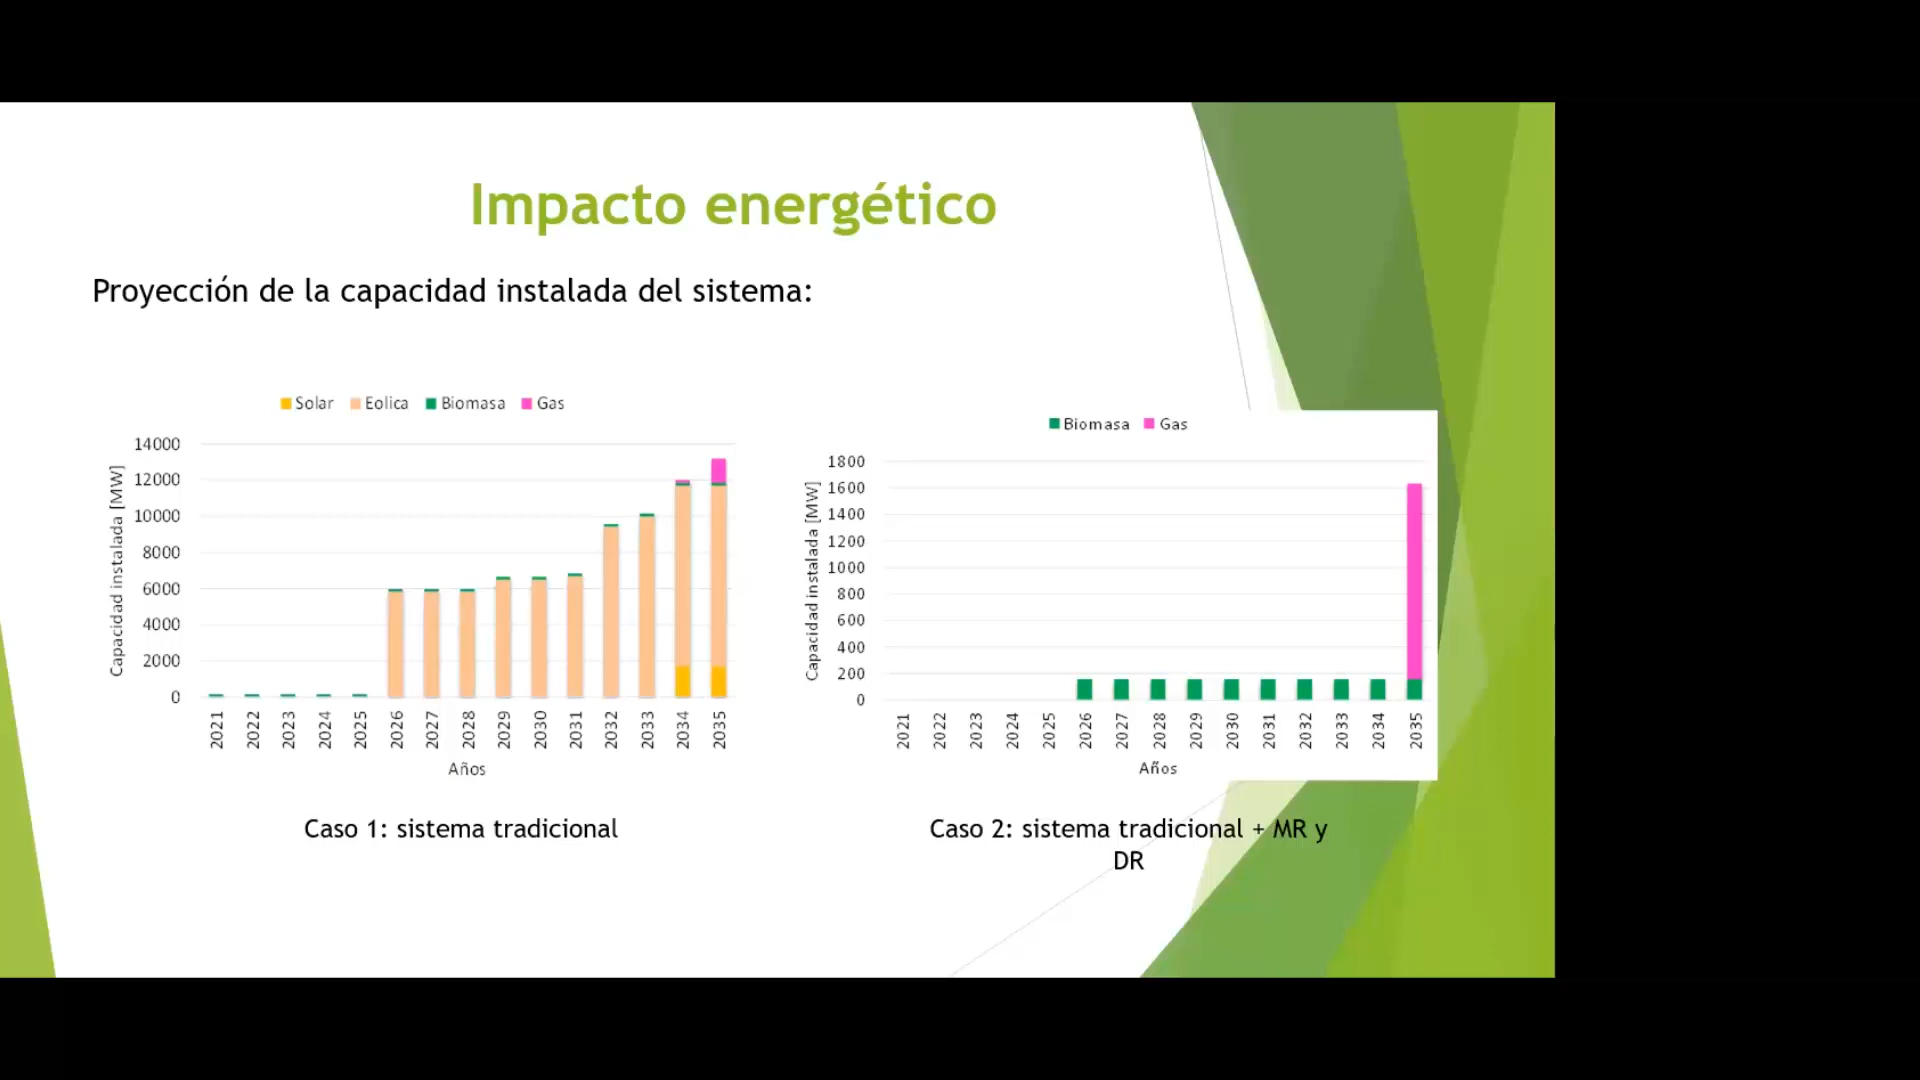 Impacto energético
Proyección de la capacidad instalada del sistema:
Solar Eolica Biomasa Gas
Capacidad instalada [MW]
14000
12000
10000
8000
6000
4000
2000
0
2021 2022 2023 2024 2025 2026 2027 2028 2029 2030 2031 2032 2033 2034 2035
Años
Caso 1: sistema tradicional
Biomasa Gas
Capacidad instalada [MW]
1800
1600
1400
1200
1000
800
600
400
200
0
2021 2022 2023 2024 2025 2026 2027 2028 2029 2030 2031 2032 2033 2034 2035
Años
Caso 2: sistema tradicional + MR y
DR